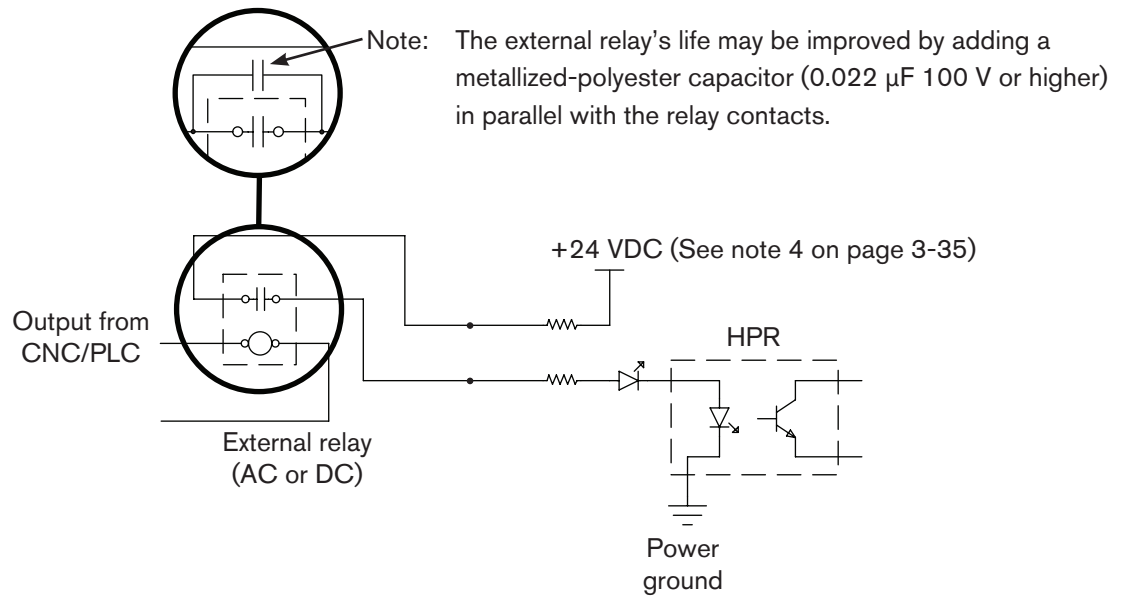 Note: The external relay's life may be improved by adding a
metallized-polyester capacitor (0.022 µF 100 V or higher)
in parallel with the relay contacts.
+24 VDC (See note 4 on page 3-35)
Output from
CNC/PLC
HPR
External relay
(AC or DC)
Power
ground